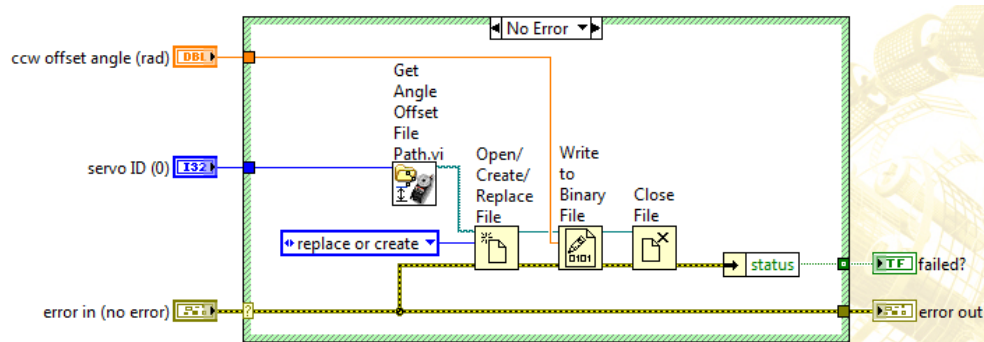 No Error
ccw offset angle (rad)
DBL
Get
Angle
Offset
File
Path.vi
servo ID (0)
I32
Open/
Create/
Replace
File
Write
to
Binary
File
Close
File
replace or create
0101
status
TF
failed?
error in (no error)
?
error out